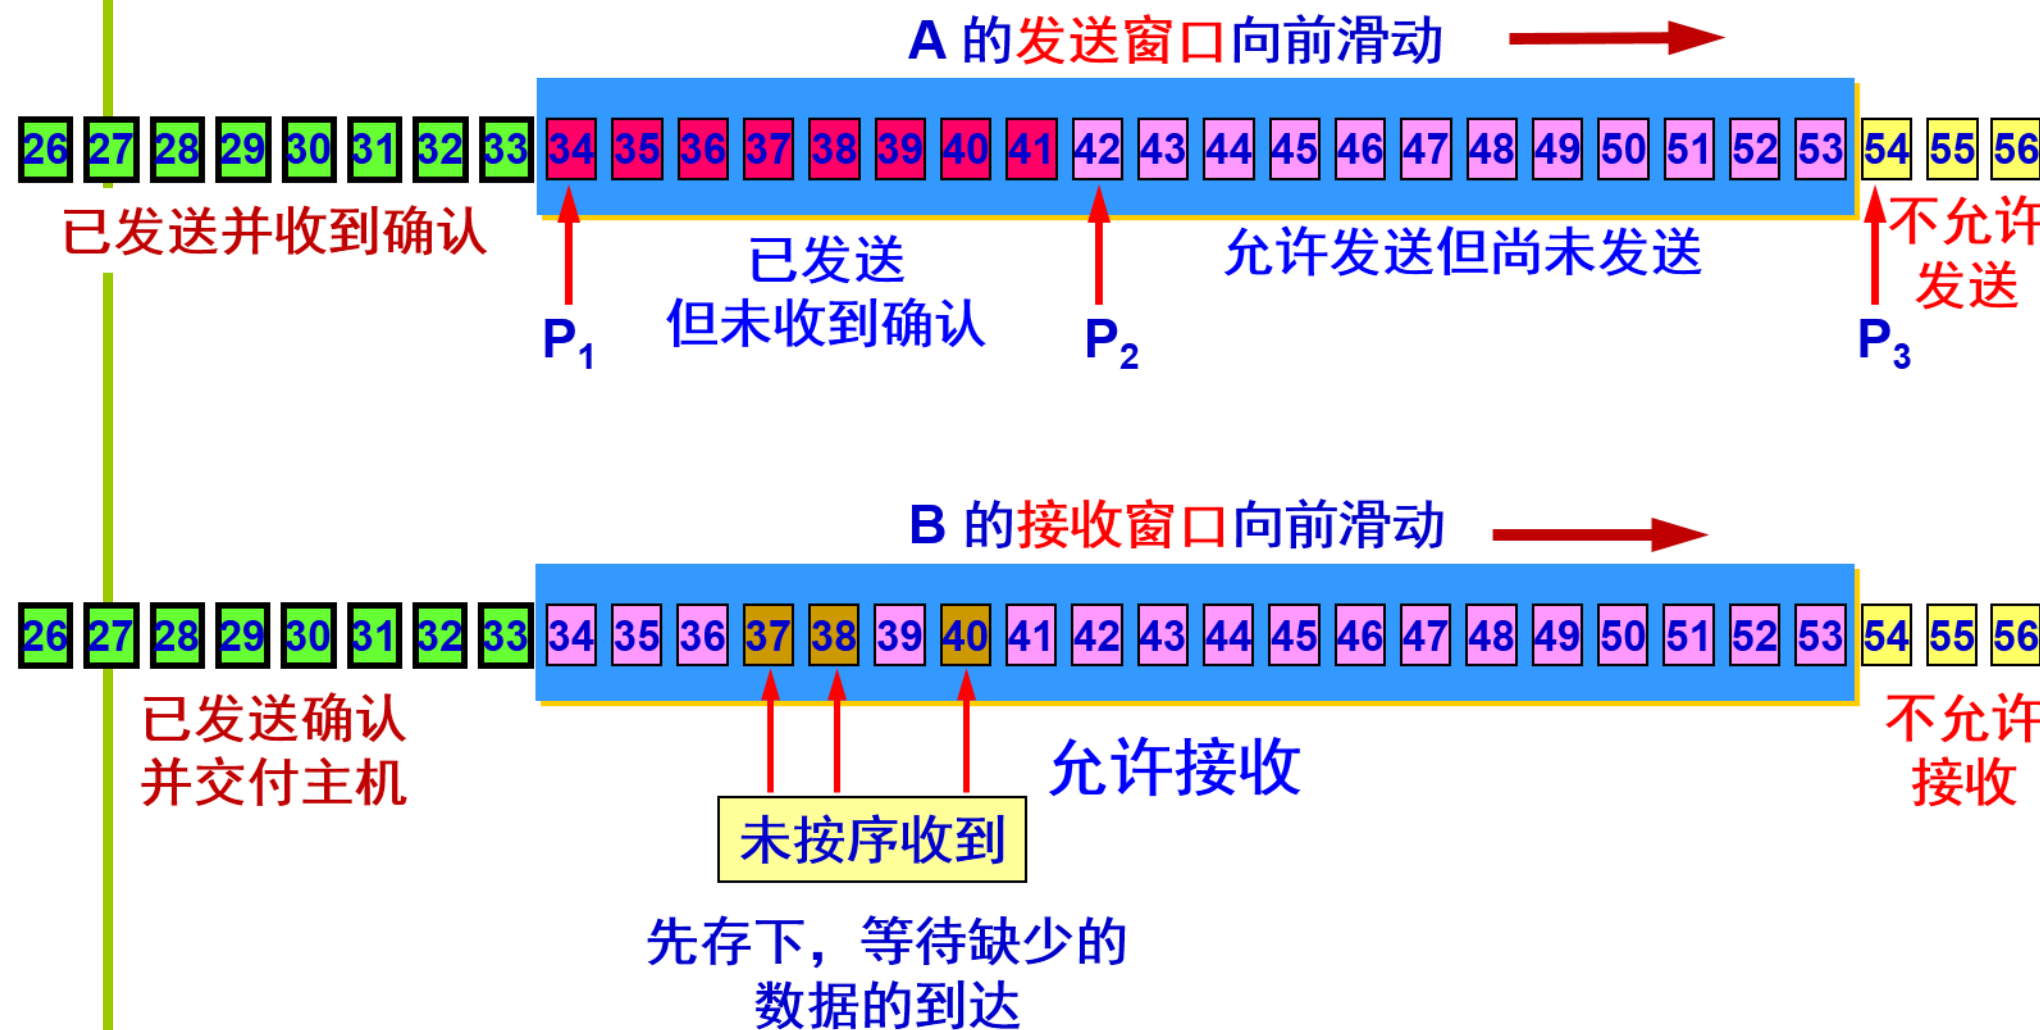 A 的发送窗口向前滑动
26 27 28 29 30 31 32 33 34 35 36 37 38 39 40 41 42 43 44 45 46 47 48 49 50 51 52 53 54 55 56
已发送并收到确认
已发送
但未收到确认
允许发送但尚未发送
不允许
发送
P1
P2
P3
B 的接收窗口向前滑动
26 27 28 29 30 31 32 33 34 35 36 37 38 39 40 41 42 43 44 45 46 47 48 49 50 51 52 53 54 55 56
已发送确认
并交付主机
允许接收
不允许
接收
未按序收到
先存下，等待缺少的
数据的到达